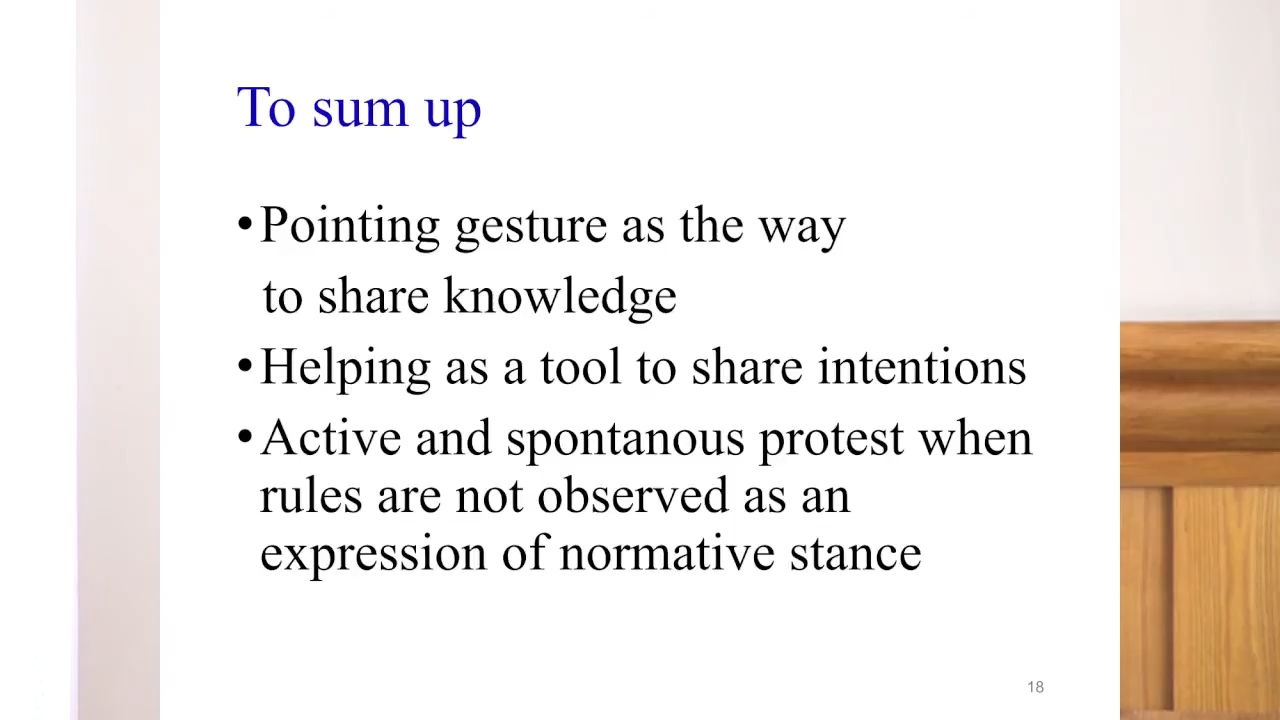 To sum up
•Pointing gesture as the way
to share knowledge
•Helping as a tool to share intentions
•Active and spontanous protest when
rules are not observed as an
expression of normative stance
18